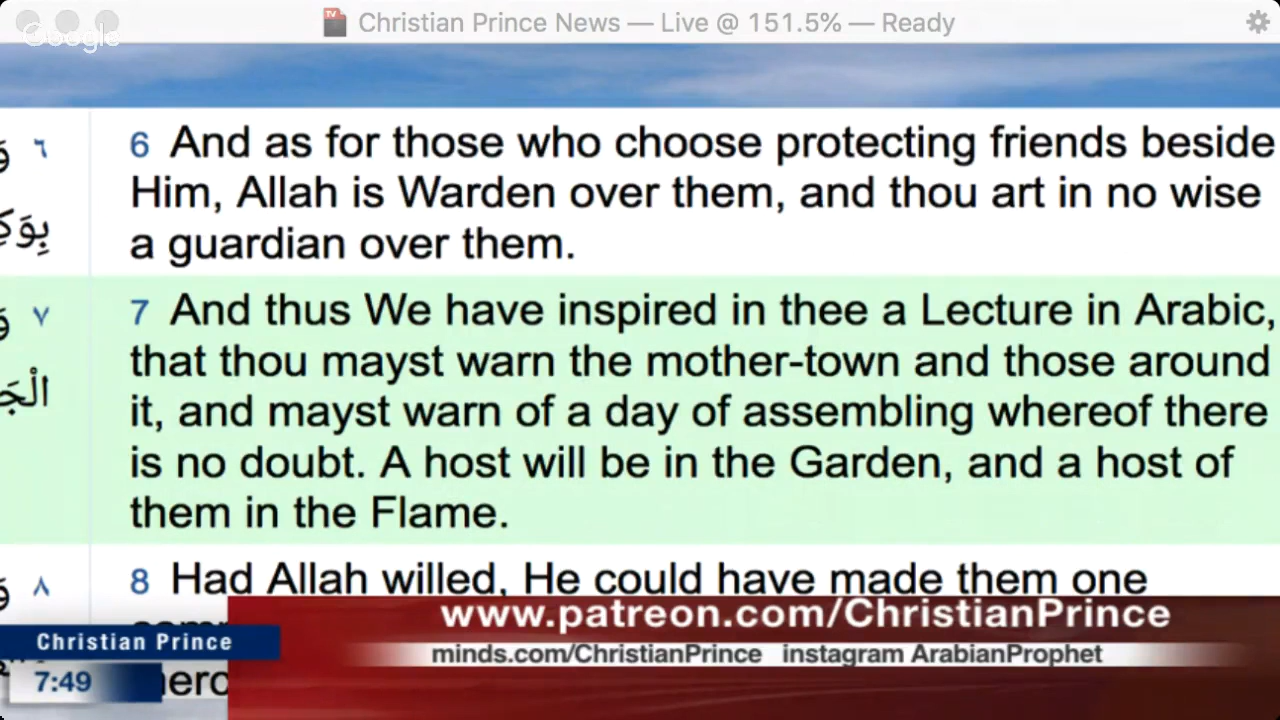 Google
Christian Prince News — Live @ 151.5% — Ready
6 And as for those who choose protecting friends beside
Him, Allah is Warden over them, and thou art in no wise
a guardian over them.
٦
7 And thus We have inspired in thee a Lecture in Arabic,
that thou mayst warn the mother-town and those around
it, and mayst warn of a day of assembling whereof there
is no doubt. A host will be in the Garden, and a host of
them in the Flame.
٧
8 Had Allah willed, He could have made them one
٨
www.patreon.com/ChristianPrince
Christian Prince
minds.com/ChristianPrince instagram ArabianProphet
7:49